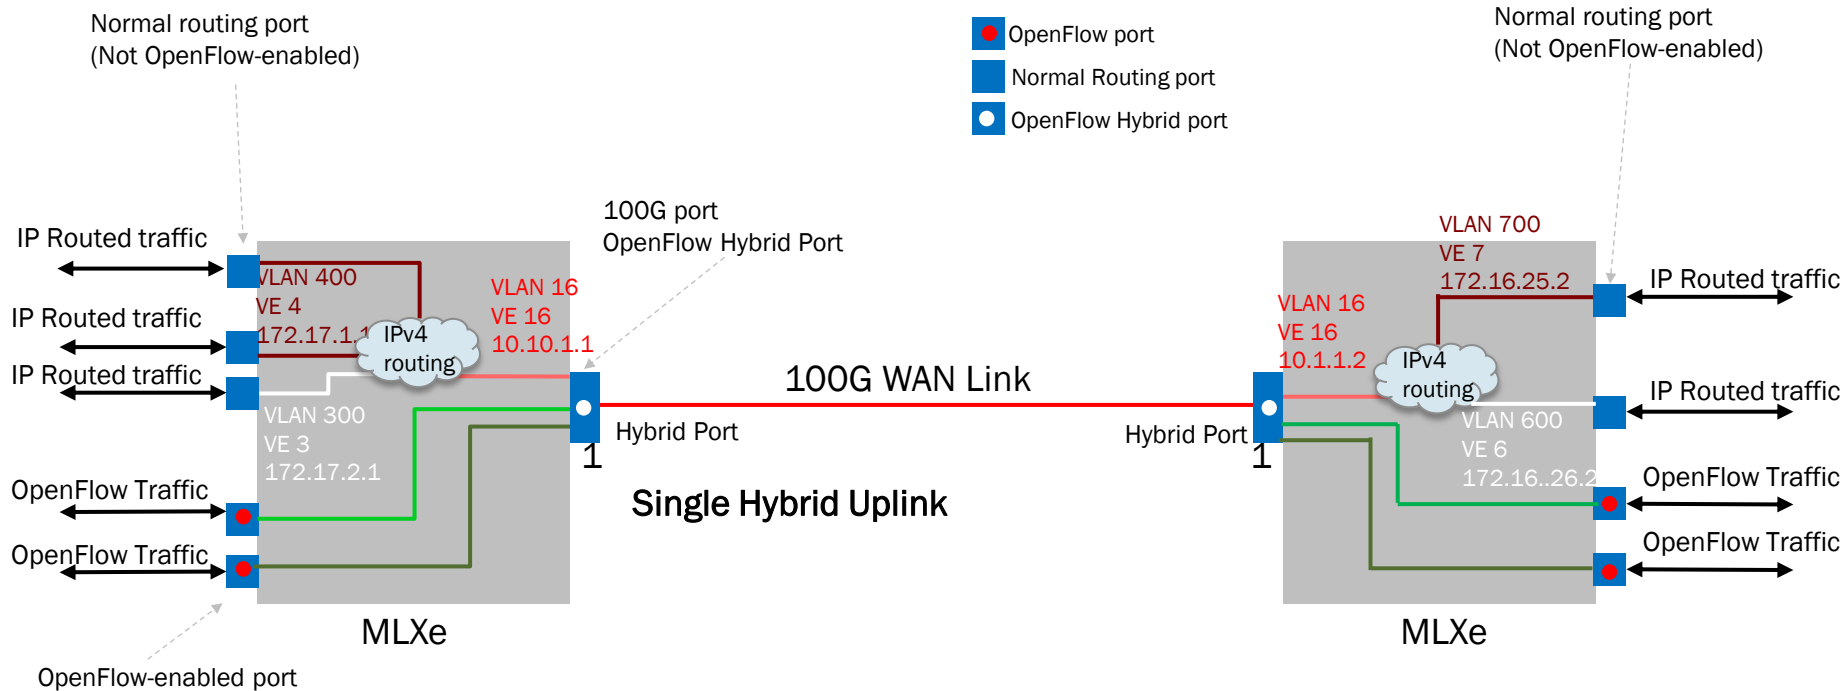 Normal routing port
(Not OpenFlow-enabled)
OpenFlow port
Normal Routing port
OpenFlow Hybrid port
Normal routing port
(Not OpenFlow-enabled)
IP Routed traffic
IP Routed traffic
IP Routed traffic
OpenFlow Traffic
OpenFlow Traffic
VLAN 400
VE 4
172.17.1.1
IPv4
routing
VLAN 300
VE 3
172.17.2.1
VLAN 16
VE 16
10.10.1.1
100G port
OpenFlow Hybrid Port
Hybrid Port
1
MLXe
OpenFlow-enabled port
100G WAN Link
Single Hybrid Uplink
Hybrid Port
1
VLAN 16
VE 16
10.1.1.2
VLAN 700
VE 7
172.16.25.2
IPv4
routing
VLAN 600
VE 6
172.16..26.2
MLXe
IP Routed traffic
IP Routed traffic
OpenFlow Traffic
OpenFlow Traffic